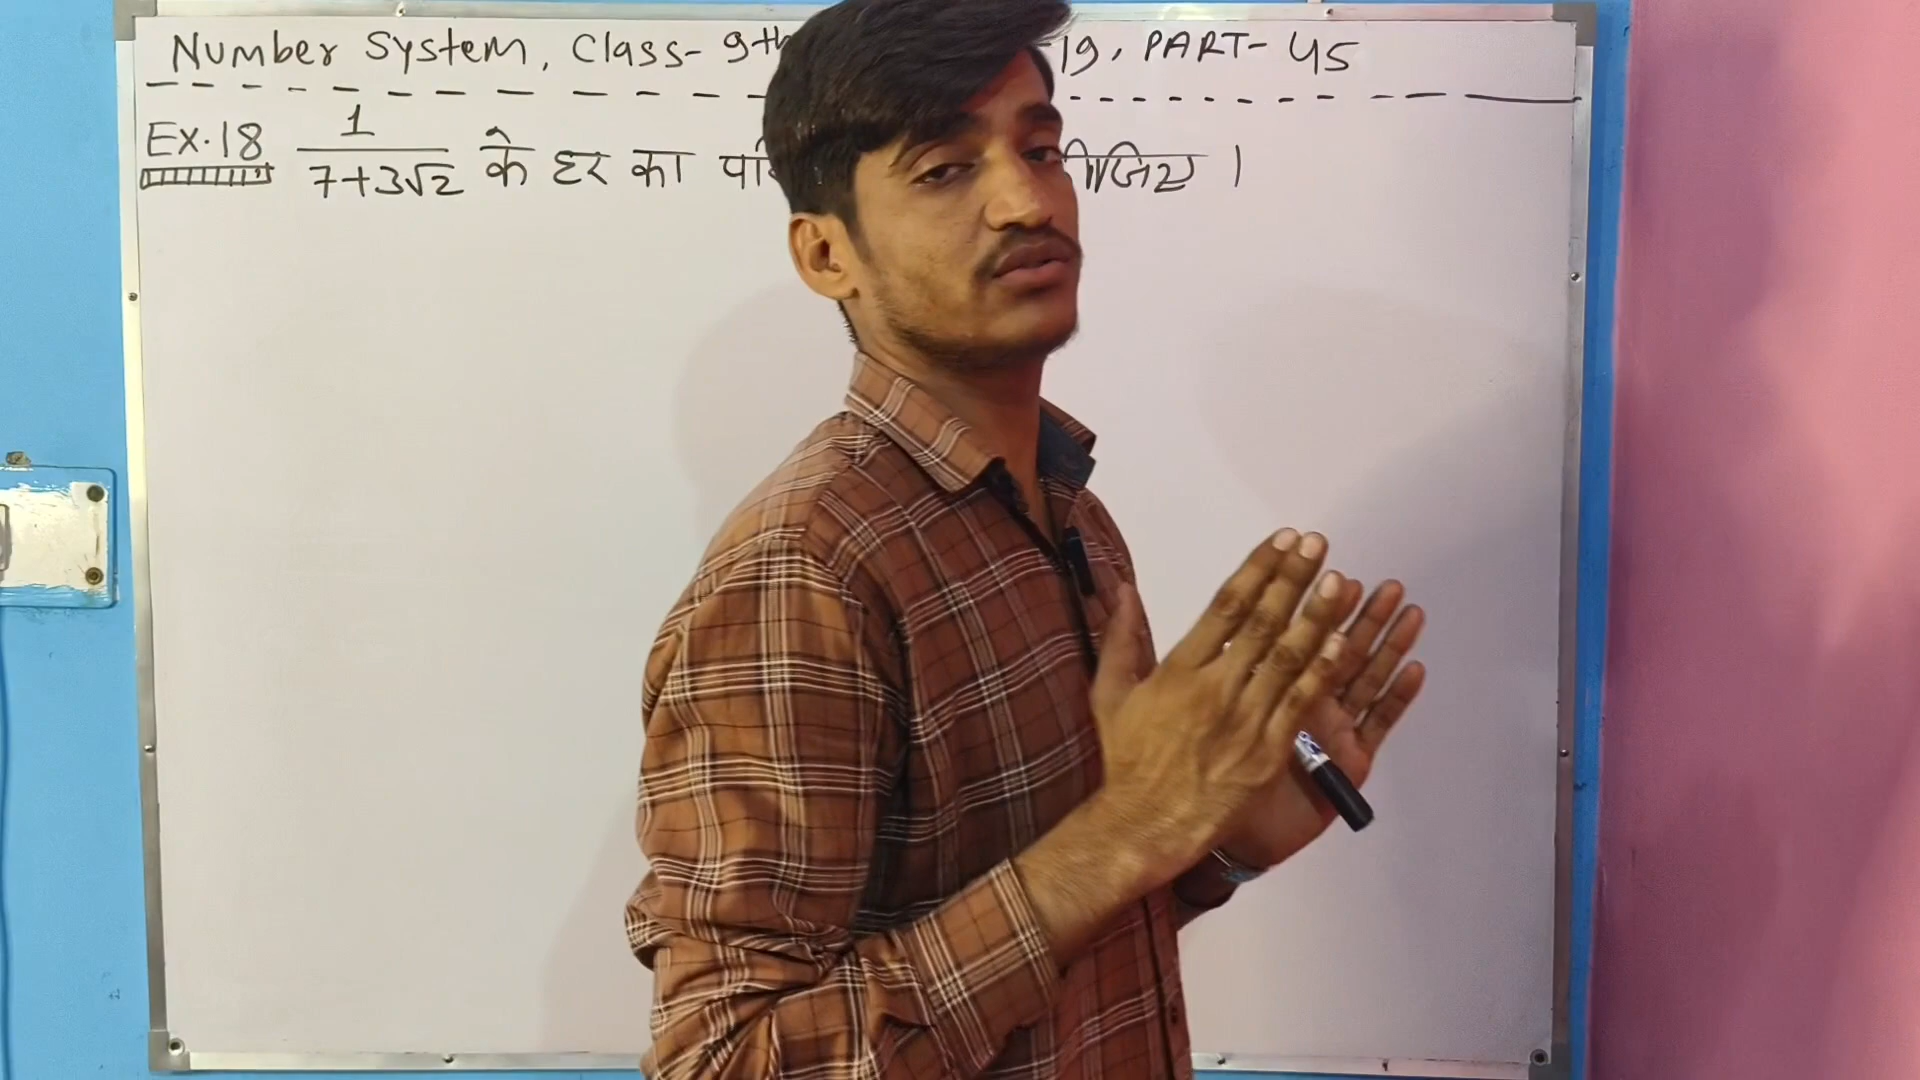 Number System, Class- 9th 19, PART- 45
Ex.18 1/(7+3√2) के हर का